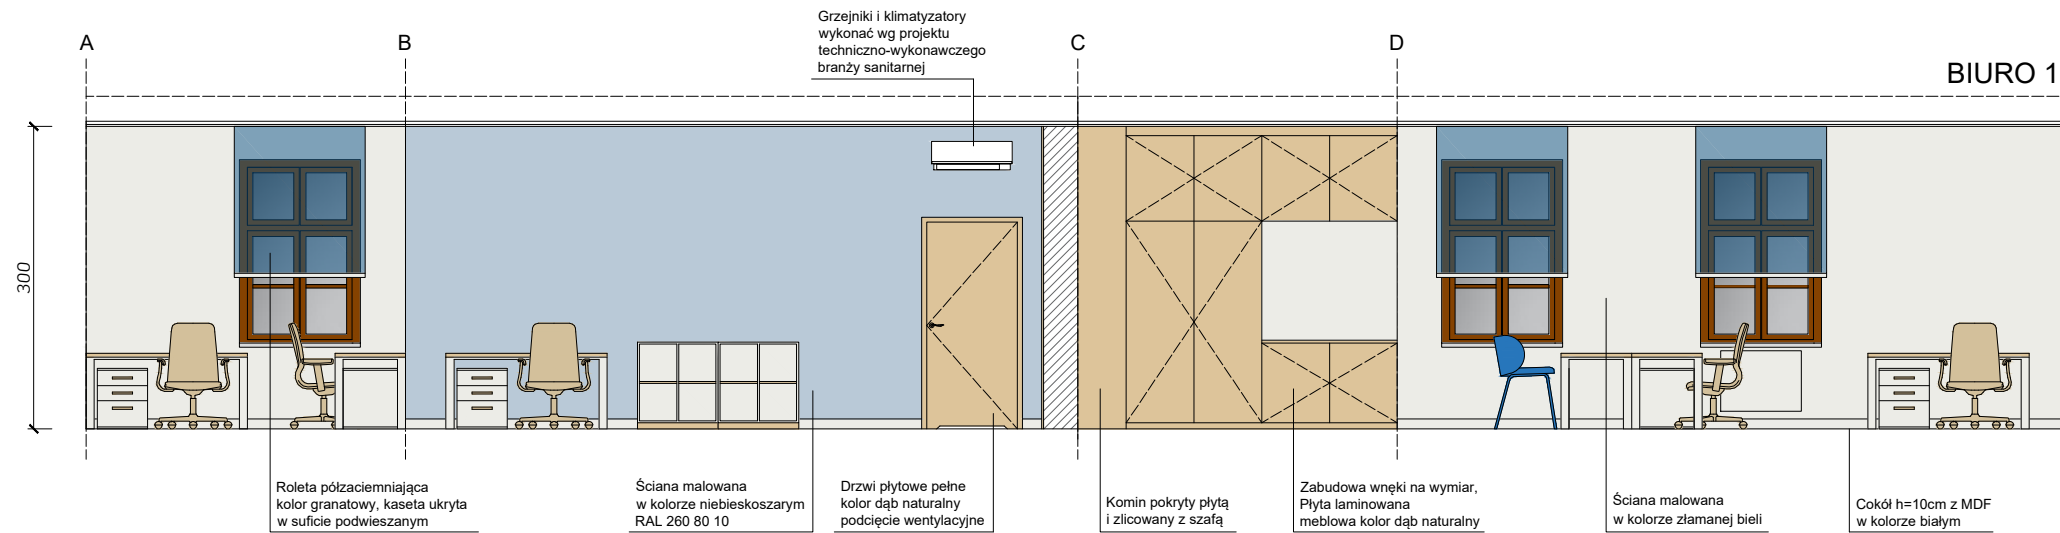 Grzejniki i klimatyzatory
wykonać wg projektu
techniczno-wykonawczego
branży sanitarnej
A
B
C
D
BIURO 1
300
Roleta półzaciemniająca
kolor granatowy, kaseta ukryta
w suficie podwieszanym
Ściana malowana
w kolorze niebieskoszarym
RAL 260 80 10
Drzwi płytowe pełne
kolor dąb naturalny
podcięcie wentylacyjne
Komin pokryty płytą
i zlicowany z szafą
Zabudowa wnęki na wymiar,
Płyta laminowana
meblowa kolor dąb naturalny
Ściana malowana
w kolorze złamanej bieli
Cokół h=10cm z MDF
w kolorze białym